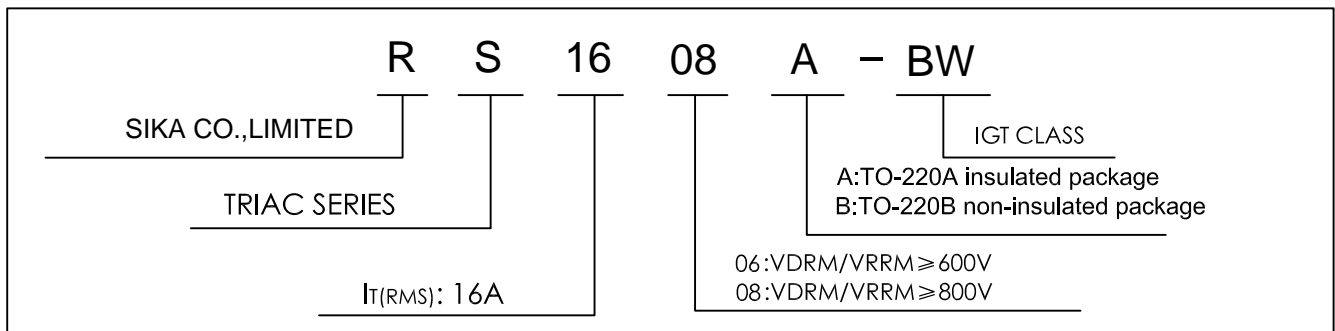 R S 16 08 A - BW
SIKA CO.,LIMITED
IGT CLASS
A:TO-220A insulated package
B:TO-220B non-insulated package
TRIAC SERIES
06:VDRM/VRRM≥600V
08:VDRM/VRRM≥800V
IT(RMS): 16A